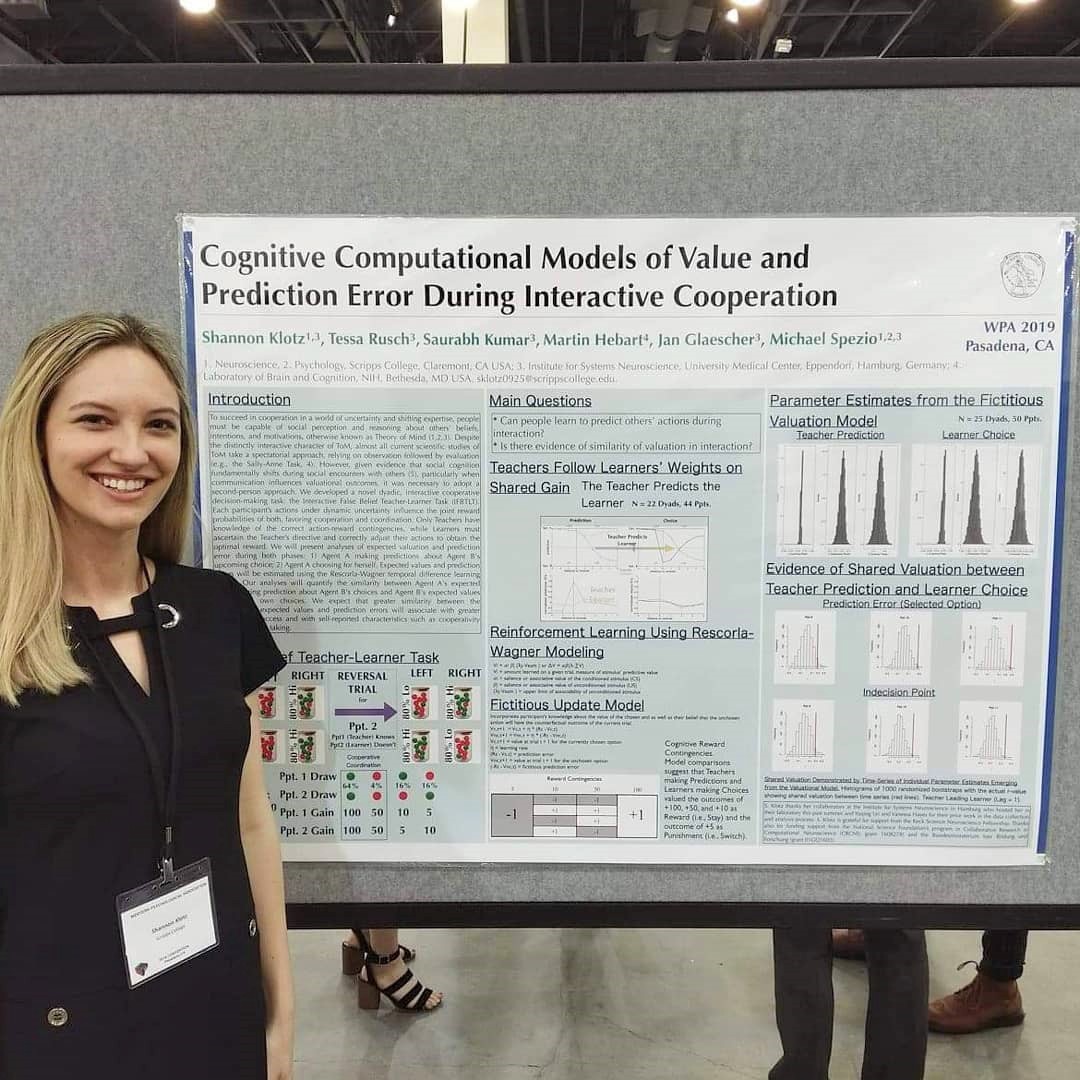 Cognitive Computational Models of Value and
Prediction Error During Interactive Cooperation
Shannon Klotz1,3, Tessa Rusch3, Saurabh Kumar3, Martin Hebart4, Jan Glaescher3, Michael Spezio1,2,3
WPA 2019
Pasadena, CA
1. Neuroscience, 2. Psychology, Scripps College, Claremont, CA USA; 3. Institute for Systems Neuroscience, University Medical Center, Eppendorf, Hamburg, Germany; 4.
Laboratory of Brain and Cognition, NIH, Bethesda, MD USA. sklotz0925@scrippscollege.edu.
Introduction
To succeed in cooperation in a world of uncertainty and shifting expertise, people
must be capable of social perception and reasoning about others' beliefs,
intentions, and motivations, otherwise known as Theory of Mind (1,2,3). Despite
the distinctly interactive character of ToM, almost all current scientific studies of
ToM take a spectatorial approach, relying on observation followed by evaluation
(e.g., the Sally-Anne Task, 4). However, given evidence that social cognition
fundamentally shifts during social encounters with others (5), particularly when
communication influences valuational outcomes, it was necessary to adopt a
second-person approach. We developed a novel dyadic, interactive cooperative
decision-making task: the Interactive False Belief Teacher-Learner Task (IFBTLT).
Each participant's actions under dynamic uncertainty influence the joint reward
probabilities of both, favoring cooperation and coordination. Only Teachers have
knowledge of the correct action-reward contingencies, while Learners must
ascertain the Teacher's directive and correctly adjust their actions to obtain the
optimal reward. We will present analyses of expected valuation and prediction
error during both phases: 1) Agent A making predictions about Agent B's
upcoming choice; 2) Agent A choosing for herself. Expected values and prediction
will be estimated using the Rescorla-Wagner temporal difference learning
Our analyses will quantify the similarity between Agent A's expected
prediction about Agent B's choices and Agent B's expected values
own choices. We expect that greater similarity between the
expected values and prediction errors will associate with greater
and with self-reported characteristics such as cooperativity
Teacher-Learner Task
RIGHT
REVERSAL
TRIAL
for
Ppt. 2
LEFT
RIGHT
80% Hi
80% Lo
80% Hi
80% Hi
80% Hi
80% Lo
Ppt1 (Teacher) Knows
Ppt2 (Learner) Doesn't
Cooperative
Coordination
Ppt. 1 Draw
64% 4% 16% 16%
Ppt. 2 Draw
Ppt. 1 Gain 100 50 10 5
Ppt. 2 Gain 100 50 5 10
Main Questions
* Can people learn to predict others' actions during
interaction?
* Is there evidence of similarity of valuation in interaction?
Teachers Follow Learners' Weights on
Shared Gain
The Teacher Predicts the
Learner N = 22 Dyads, 44 Ppts.
Prediction
Choice
Teacher Predicts
Learner
Reinforcement Learning Using Rescorla-
Wagner Modeling
Fictitious Update Model
Cognitive Reward
Contingencies.
Model comparisons
suggest that Teachers
making Predictions and
Learners making Choices
valued the outcomes of
+100, +50, and +10 as
Reward (i.e., Stay) and the
outcome of +5 as
Punishment (i.e., Switch).
Reward Contingencies
-1
+1
Parameter Estimates from the Fictitious
Valuation Model
N = 25 Dyads, 50 Ppts.
Teacher Prediction
Learner Choice
Evidence of Shared Valuation between
Teacher Prediction and Learner Choice
Prediction Error (Selected Option)
Indecision Point
Shared Valuation Demonstrated by Time-Series of Individual Parameter Estimates Emerging
from the Valuational Model. Histograms of 1000 randomized bootstraps with the actual r-value
showing shared valuation between time series (red lines). Teacher Leading Learner (Lag = 1).
WESTERN PSYCHOLOGICAL ASSOCIATION
Shannon Klotz
Scripps College